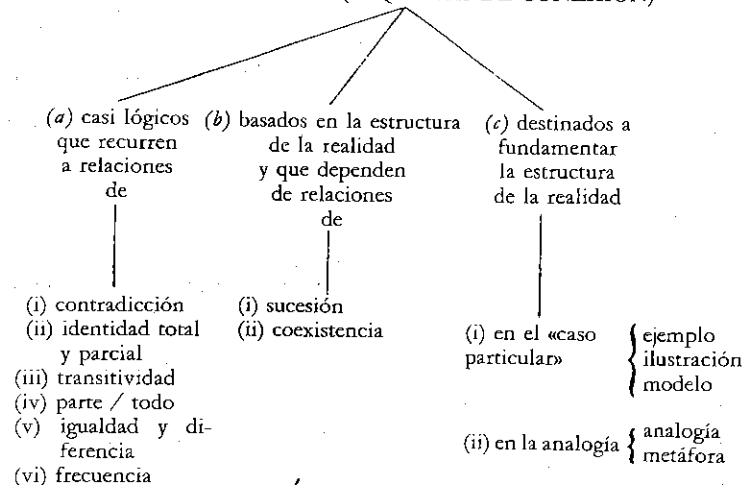 (a) casi lógicos
que recurren
a relaciones
de
(b) basados en la estructura
de la realidad
y que dependen
de relaciones
de
(c) destinados a
fundamentar
la estructura
de la realidad
(i) contradicción
(ii) identidad total
y parcial
(iii) transitividad
(iv) parte / todo
(v) igualdad y di-
ferencia
(vi) frecuencia
(i) sucesión
(ii) coexistencia
(i) en el «caso
particular»
ejemplo
ilustración
modelo
(ii) en la analogía
analogía
metáfora